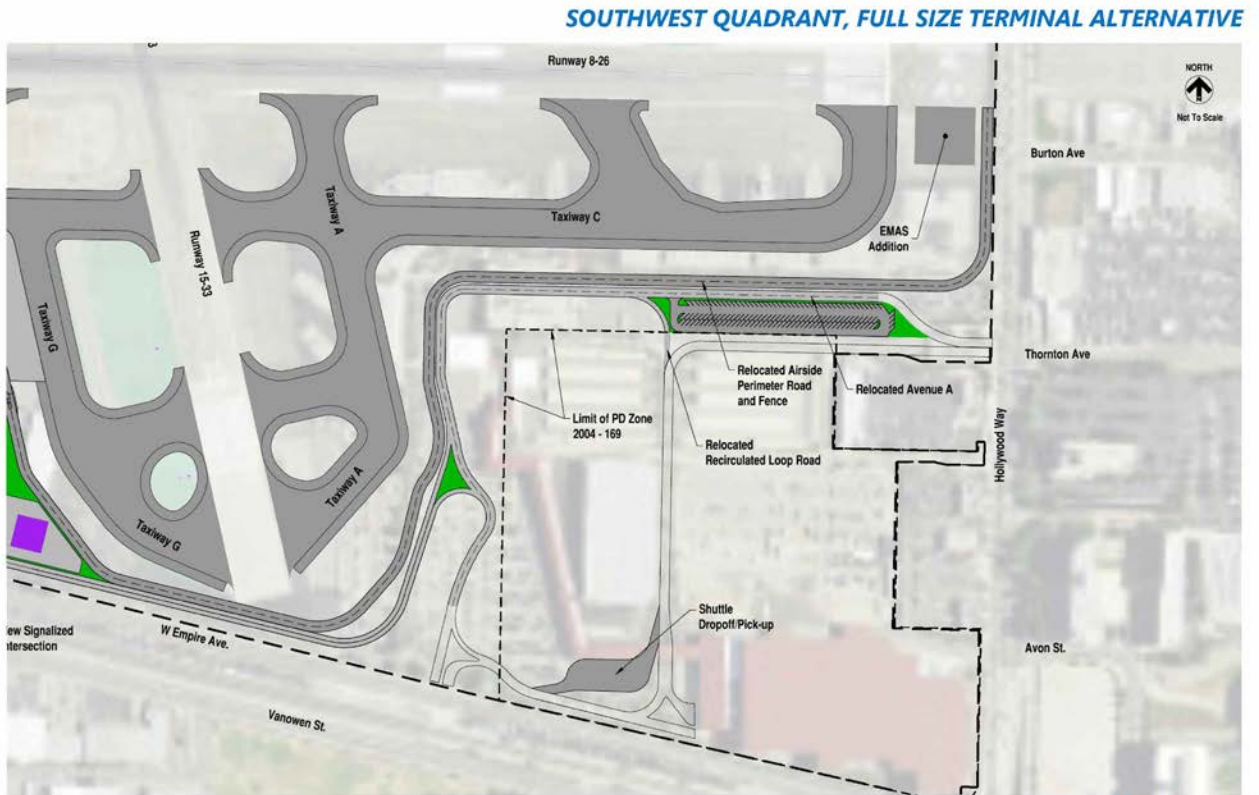 SOUTHWEST QUADRANT, FULL SIZE TERMINAL ALTERNATIVE
3
Runway 8-26
NORTH
Not To Scale
Burton Ave
Taxiway A
Taxiway C
EMAS
Addition
Runway 15-33
Taxiway G
Thornton Ave
Relocated Airside
Perimeter Road
and Fence
Relocated Avenue A
Limit of PD Zone
2004 - 169
Relocated
Recirculated Loop Road
Hollywood Way
Taxiway A
Taxiway G
Shuttle
Dropoff/Pick-up
ew Signalized
ntersection
W Empire Ave.
Avon St.
Vanowen St.